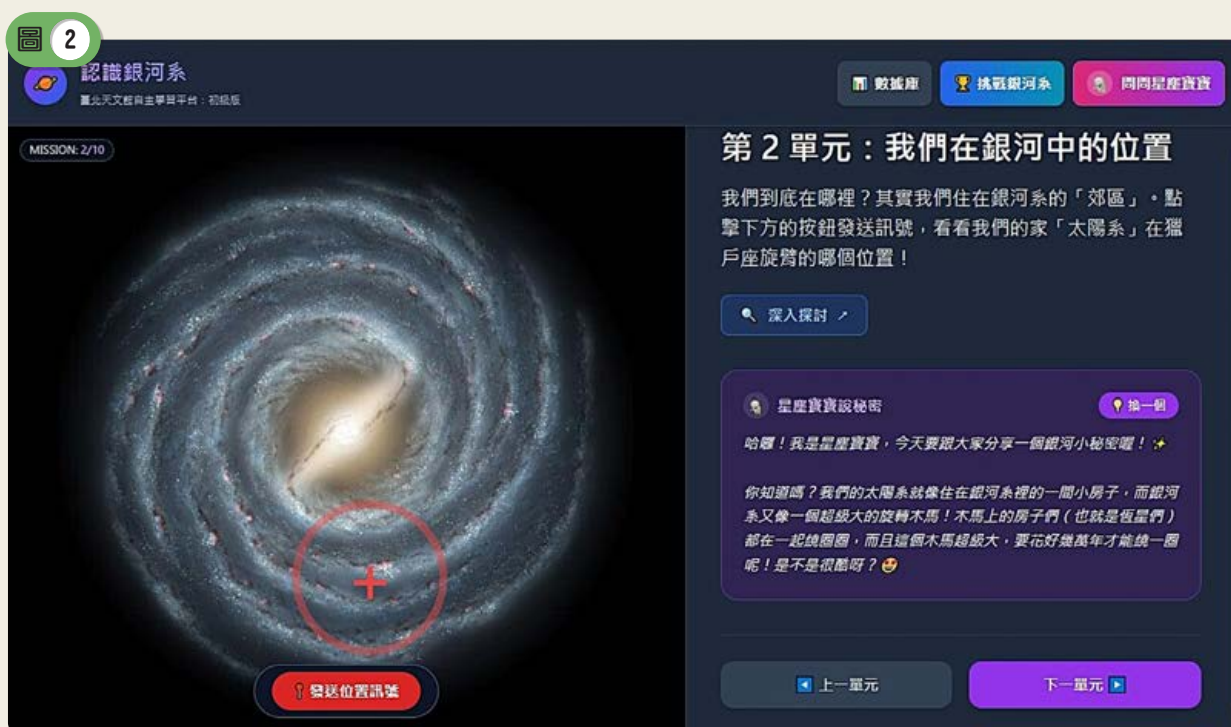 圖 2
認識銀河系
臺北天文館自主學習平台:初級版
數據庫
挑戰銀河系
問問星座寶寶
MISSION: 2/10
第 2 單元:我們在銀河中的位置
我們到底在哪裡?其實我們住在銀河系的「郊區」。點
擊下方的按鈕發送訊號,看看我們的家「太陽系」在獵
戶座旋臂的哪個位置!
深入探討 ↗
星座寶寶說秘密
換一個
哈囉!我是星座寶寶,今天要跟大家分享一個銀河小秘密喔!✨
你知道嗎?我們的太陽系就像住在銀河系裡的一間小房子,而銀河
系又像一個超級大的旋轉木馬!木馬上的房子們(也就是恆星們)
都在一起繞圈圈,而且這個木馬超級大,要花好幾萬年才能繞一圈
呢!是不是很酷呀?🤩
發送位置訊號
上一單元
下一單元